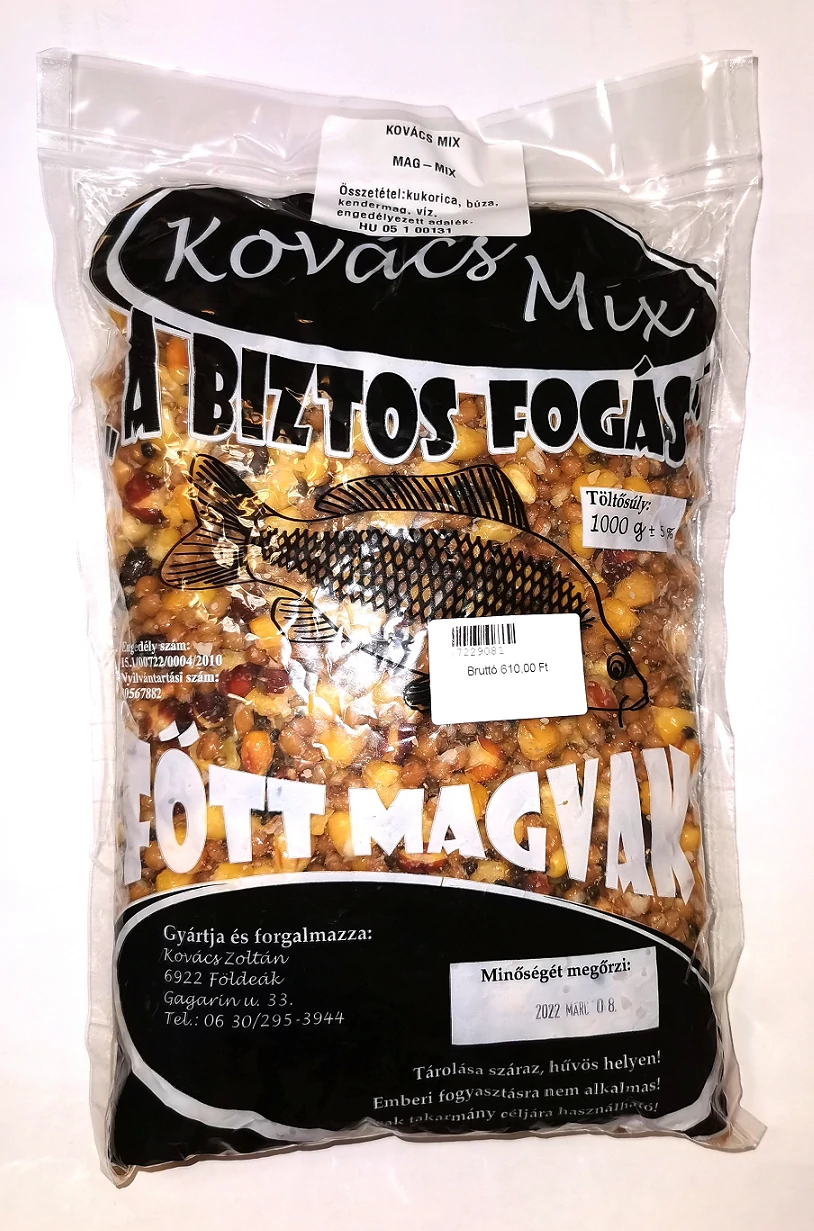 KOVÁCS MIX
MAG-MIX
Összetétel:kukorica, búza,
kendermag, víz,
engedélyezett adalék.
HU 05 1 00131
Kovács Mix
„A BIZTOS FOGÁS"
Töltősúly:
1000 g ± 5 %
7229081
Bruttó 610,00 Ft
Engedély szám:
15.1/00722/0004/2010
Nyilvántartási szám:
FŐTT MAGVAK
Gyártja és forgalmazza:
Kovács Zoltán
6922 Földeák
Gagarin u. 33.
Tel.: 06 30/295-3944
Minőségét megőrzi:
2022 MÁRC 08.
Tárolása száraz, hűvös helyen!
Emberi fogyasztásra nem alkalmas!
takarmány céljára használható!